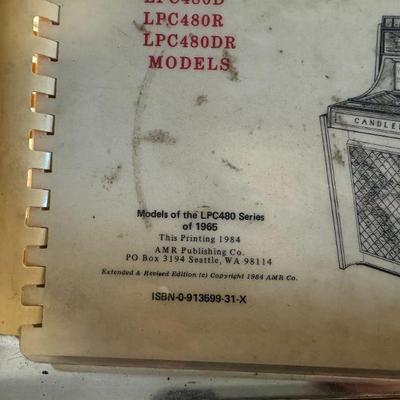 LPC480D
LPC480R
LPC480DR
MODELS
CANDLE
Models of the LPC480 Series
of 1965
This Printing 1984
AMR Publishing Co.
PO Box 3194 Seattle, WA 98114
Extended & Revised Edition (c) Copyright 1984 AMR Co.
ISBN-0-913599-31-X